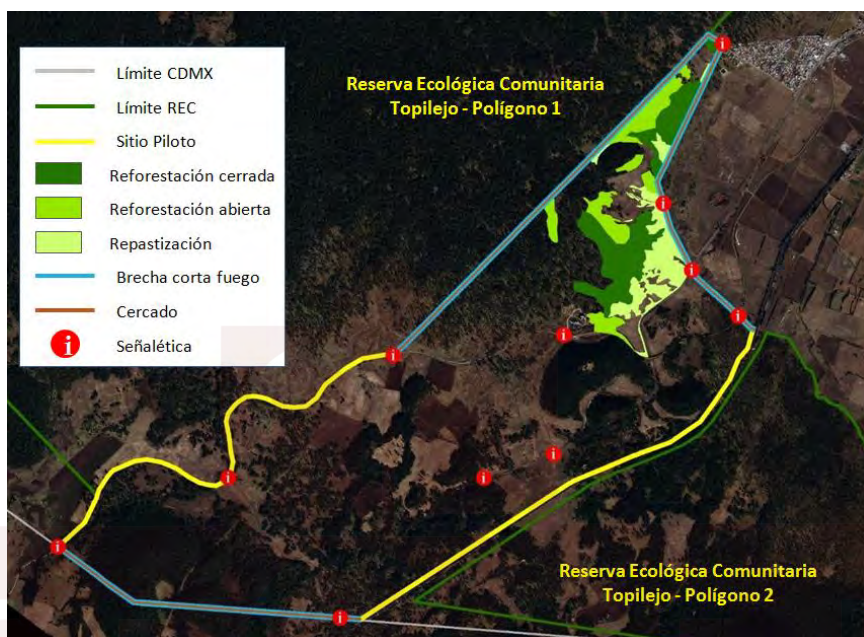 Límite CDMX
Límite REC
Sitio Piloto
Reforestación cerrada
Reforestación abierta
Repastización
Brecha corta fuego
Cercado
i Señalética
Reserva Ecológica Comunitaria
Topilejo - Polígono 1
i
i
i
i
i
i
i
i
i
i
i
Reserva Ecológica Comunitaria
Topilejo - Polígono 2